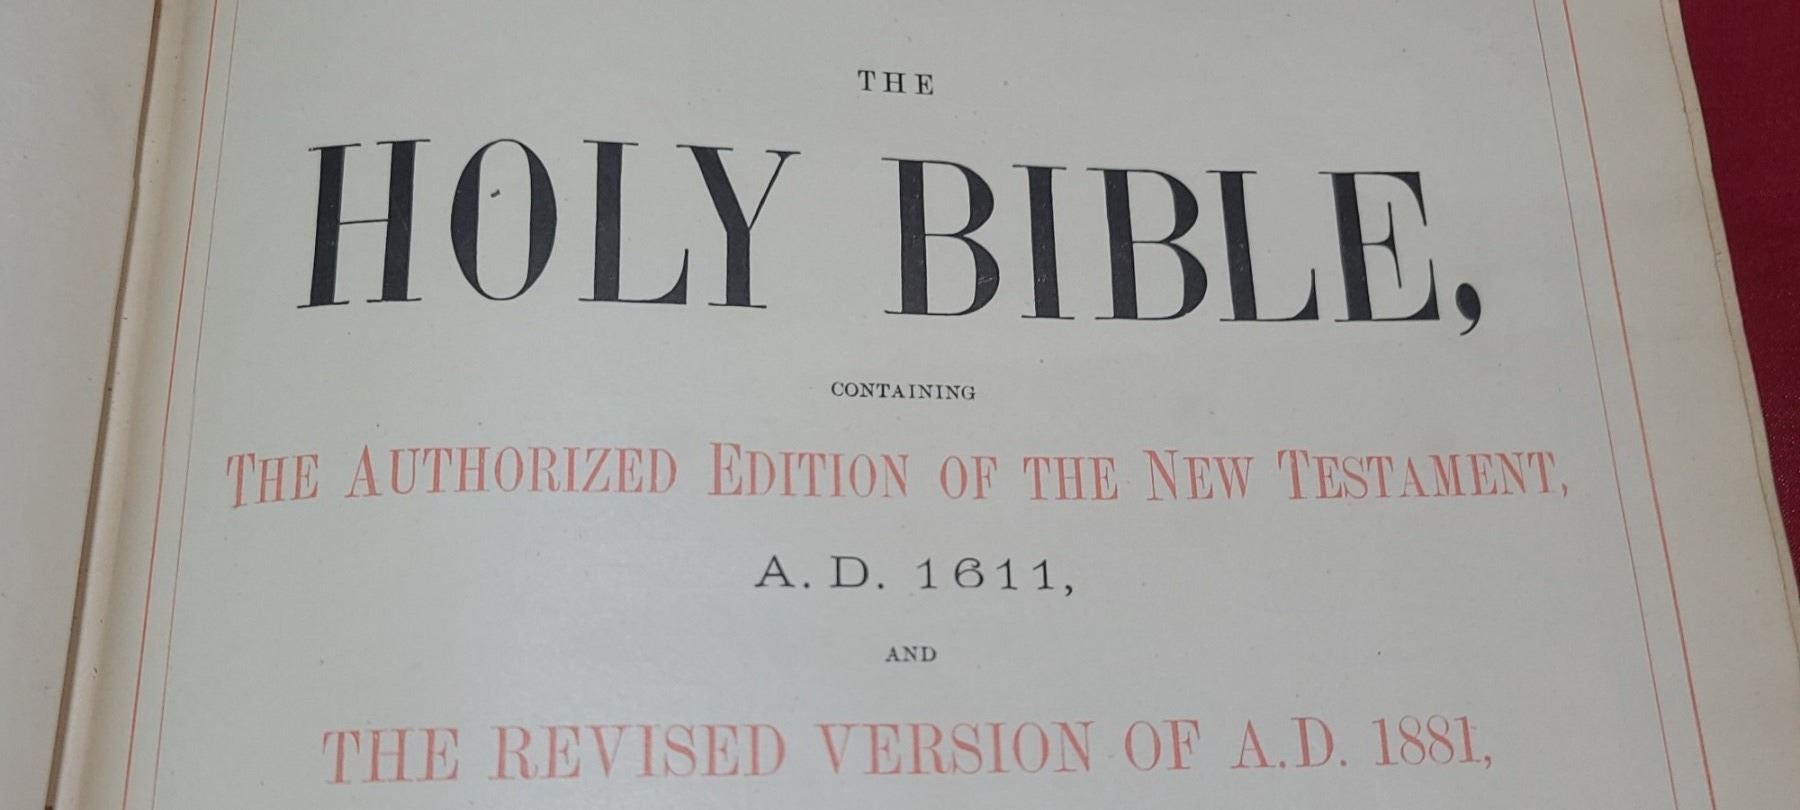 THE
HOLY BIBLE,
CONTAINING
THE AUTHORIZED EDITION OF THE NEW TESTAMENT,
A. D. 1611,
AND
THE REVISED VERSION OF A.D. 1881,